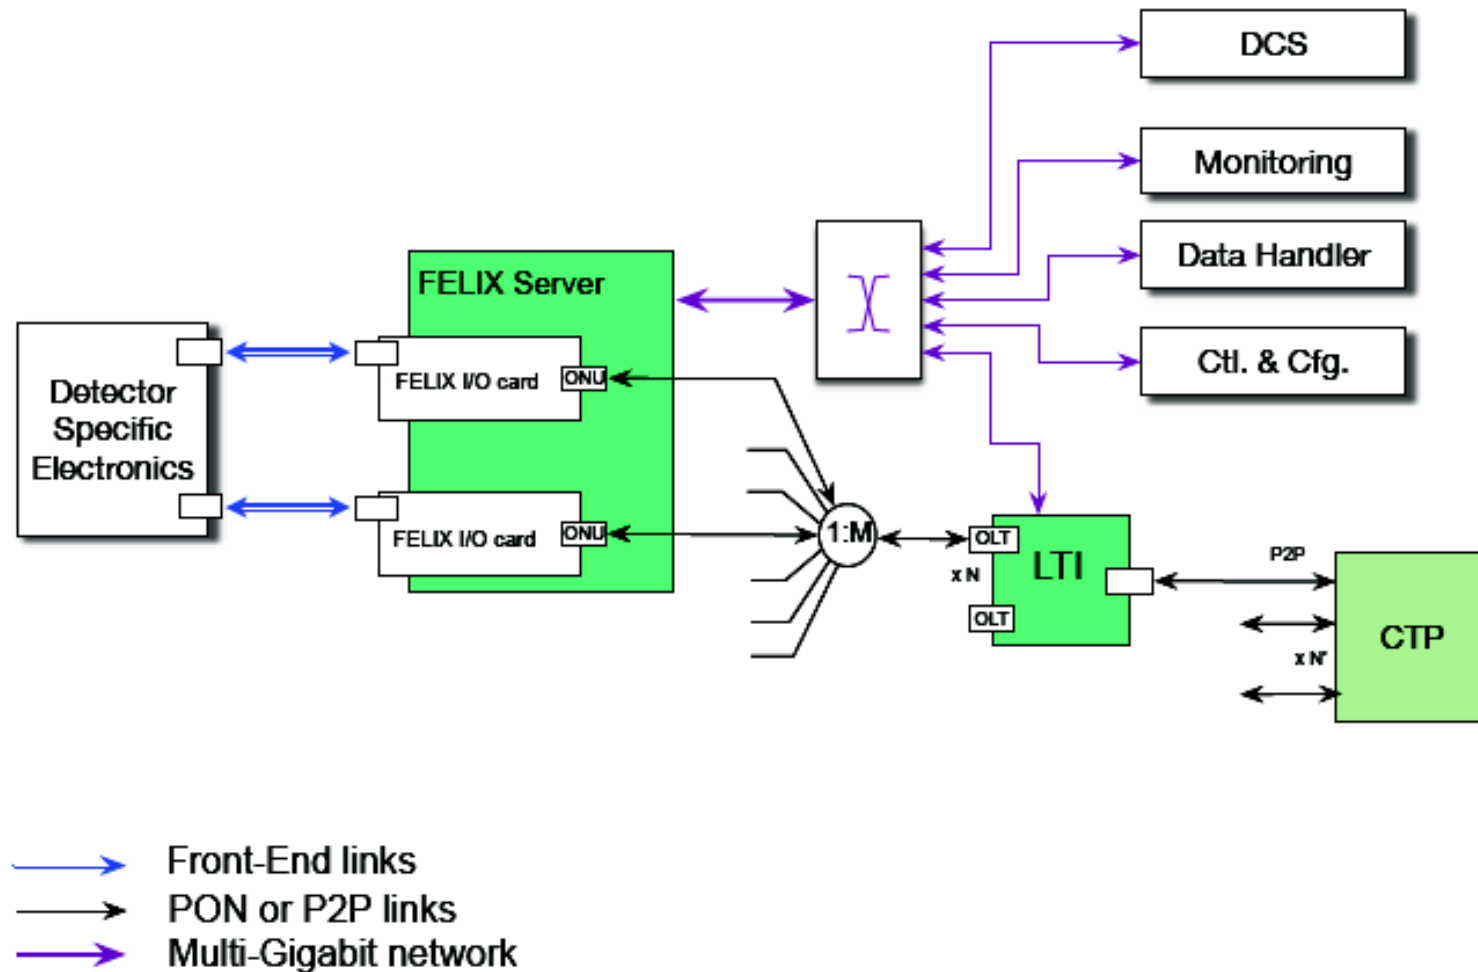 DCS
Monitoring
Data Handler
Ctl. & Cfg.
FELIX Server
FELIX I/O card
ONU
FELIX I/O card
ONU
Detector
Specific
Electronics
1:M
OLT
x N
OLT
LTI
P2P
x N'
CTP
Front-End links
PON or P2P links
Multi-Gigabit network